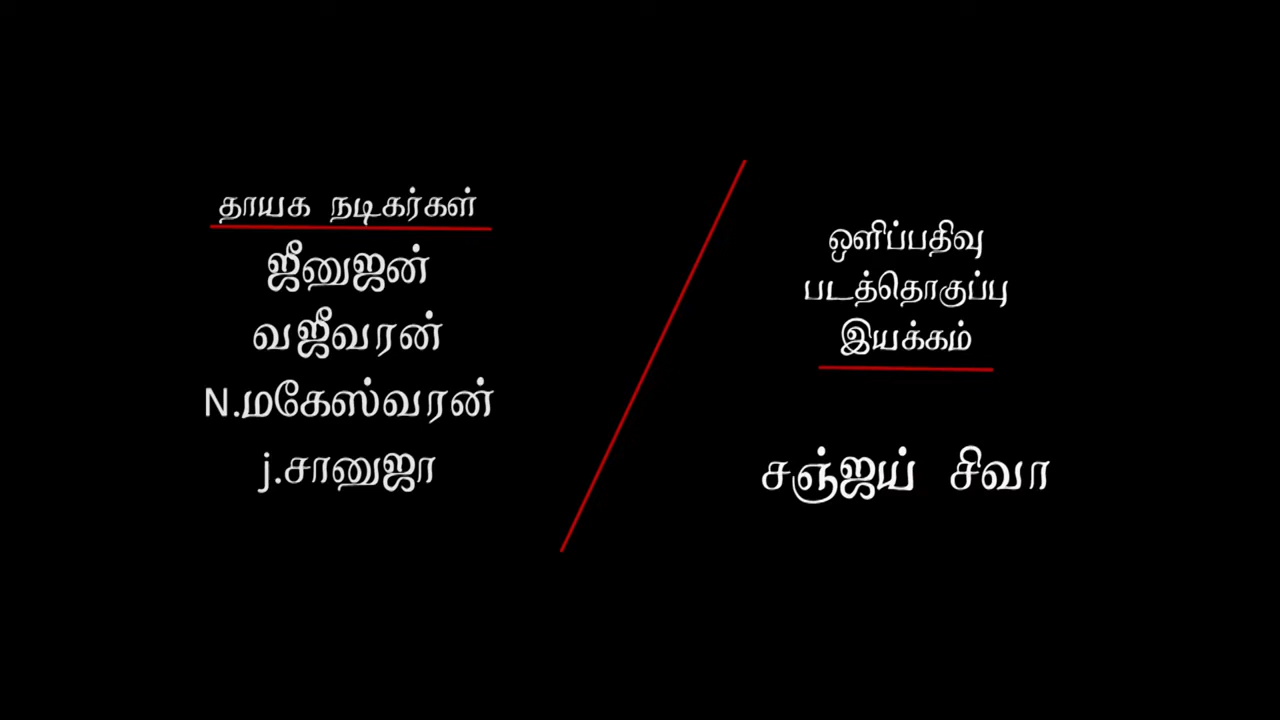 தாயக நடிகர்கள்
ஜீனுஜன்
வஜீவரன்
N.மகேஸ்வரன்
j.சானுஜா
ஒளிப்பதிவு
படத்தொகுப்பு
இயக்கம்
சஞ்ஜய் சிவா